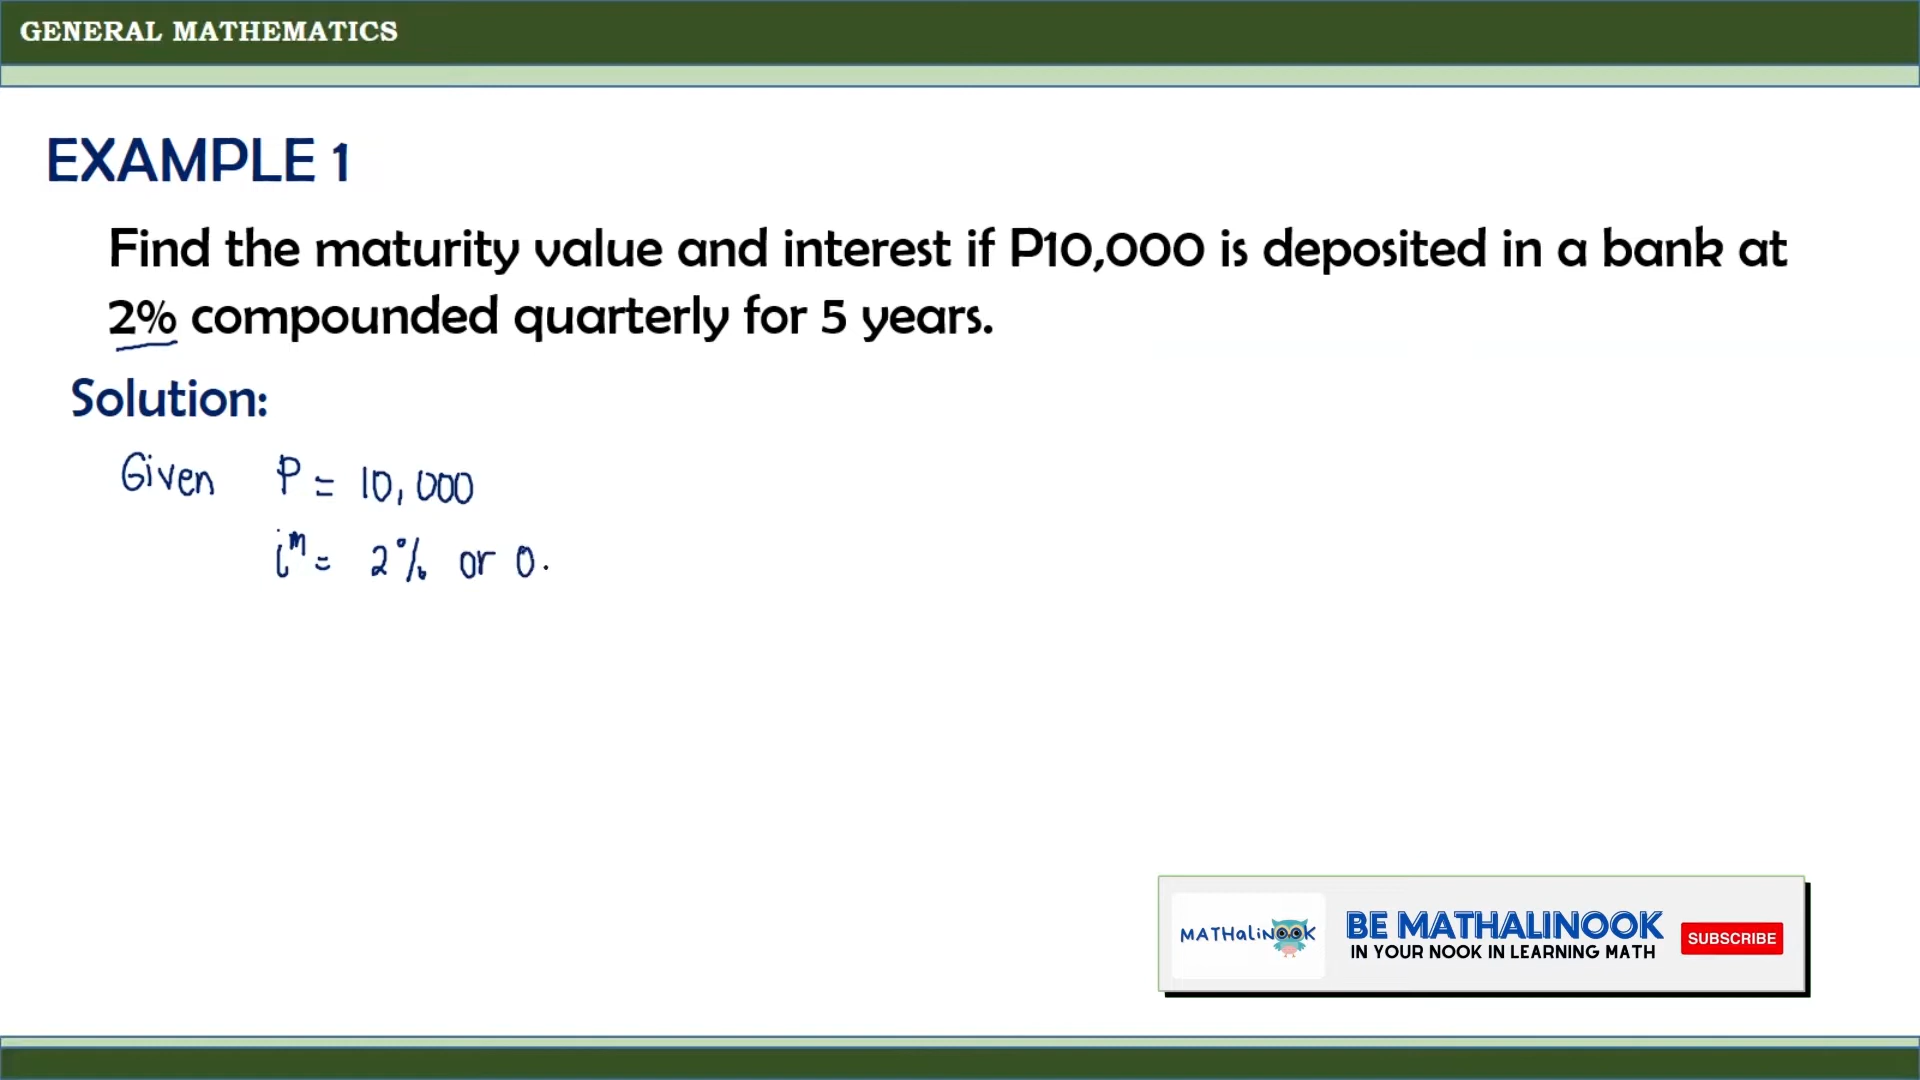 GENERAL MATHEMATICS
EXAMPLE 1
Find the maturity value and interest if P10,000 is deposited in a bank at
2% compounded quarterly for 5 years.
Solution:
Given P = 10,000
i^m = 2% or 0.
MATHaliNOOK
BE MATHALINOOK
IN YOUR NOOK IN LEARNING MATH
SUBSCRIBE